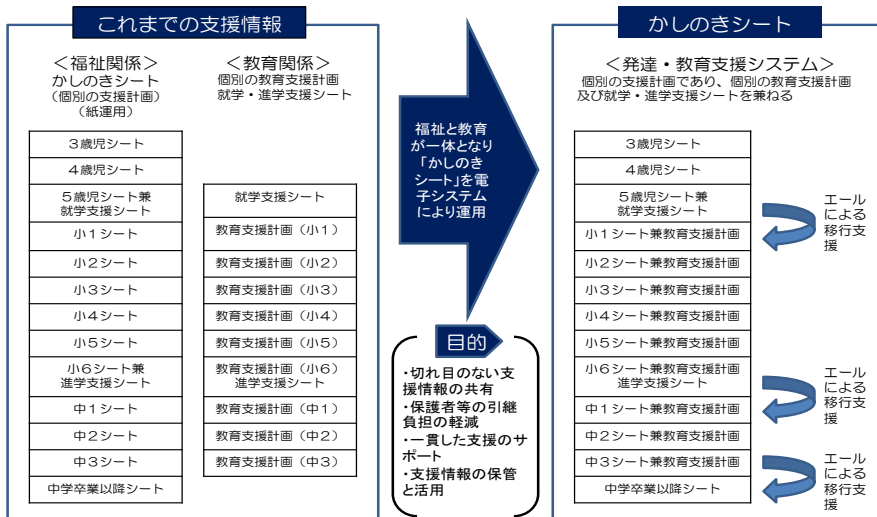 これまでの支援情報
＜福祉関係＞
かしのきシート
（個別の支援計画）
（紙運用）
３歳児シート
４歳児シート
５歳児シート兼
就学支援シート
小１シート
小２シート
小３シート
小４シート
小５シート
小６シート兼
進学支援シート
中１シート
中２シート
中３シート
中学卒業以降シート
＜教育関係＞
個別の教育支援計画
就学・進学支援シート
就学支援シート
教育支援計画（小１）
教育支援計画（小２）
教育支援計画（小３）
教育支援計画（小４）
教育支援計画（小５）
教育支援計画（小６）
進学支援シート
教育支援計画（中１）
教育支援計画（中２）
教育支援計画（中３）
福祉と教育
が一体となり
「かしのき
シート」を電
子システム
により運用
目的
・切れ目のない支
援情報の共有
・保護者等の引継
負担の軽減
・一貫した支援のサ
ポート
・支援情報の保管
と活用
かしのきシート
＜発達・教育支援システム＞
個別の支援計画であり、個別の教育支援計画
及び就学・進学支援シートを兼ねる
３歳児シート
４歳児シート
５歳児シート兼
就学支援シート
小１シート兼教育支援計画
小２シート兼教育支援計画
小３シート兼教育支援計画
小４シート兼教育支援計画
小５シート兼教育支援計画
小６シート兼教育支援計画
進学支援シート
中１シート兼教育支援計画
中２シート兼教育支援計画
中３シート兼教育支援計画
中学卒業以降シート
エール
による
移行支
援
エール
による
移行支
援
エール
による
移行支
援